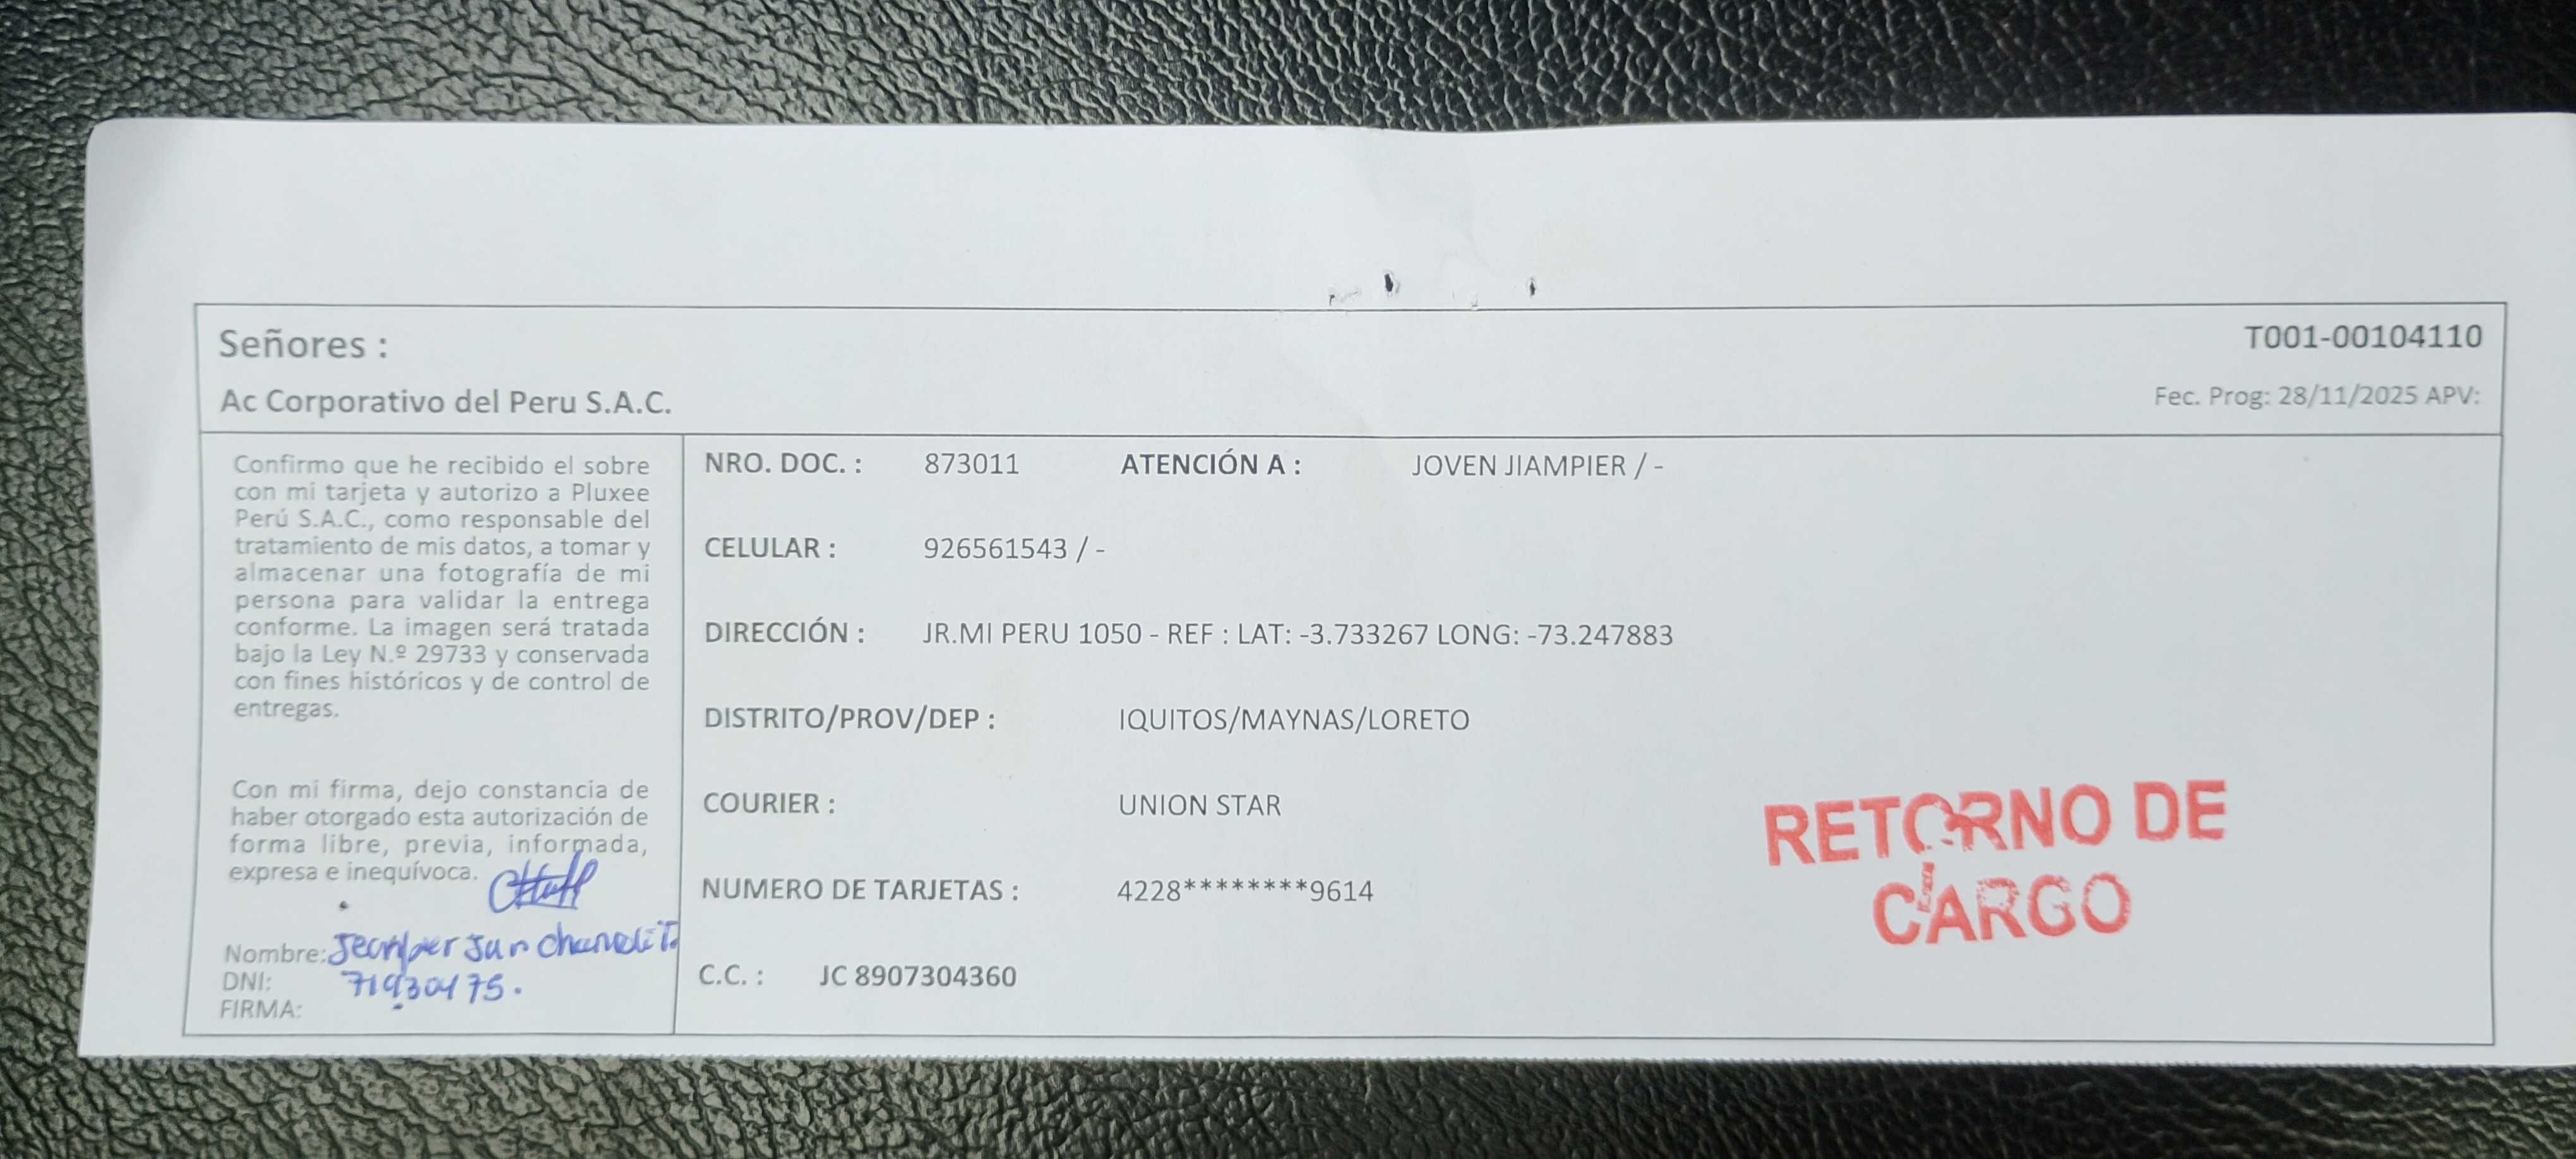 Señores :
T001-00104110
Ac Corporativo del Peru S.A.C.
Fec. Prog: 28/11/2025 APV:
Confirmo que he recibido el sobre
con mi tarjeta y autorizo a Pluxee
Perú S.A.C., como responsable del
tratamiento de mis datos, a tomar y
almacenar una fotografía de mi
persona para validar la entrega
conforme. La imagen será tratada
bajo la Ley N.º 29733 y conservada
con fines históricos y de control de
entregas.
Con mi firma, dejo constancia de
haber otorgado esta autorización de
forma libre, previa, informada,
expresa e inequívoca.
Nombre:
DNI: 71930475.
FIRMA:
NRO. DOC. : 873011 ATENCIÓN A : JOVEN JIAMPIER / -
CELULAR : 926561543 / -
DIRECCIÓN : JR.MI PERU 1050 - REF : LAT: -3.733267 LONG: -73.247883
DISTRITO/PROV/DEP : IQUITOS/MAYNAS/LORETO
COURIER : UNION STAR
NUMERO DE TARJETAS : 4228********9614
C.C. : JC 8907304360
RETORNO DE
CARGO